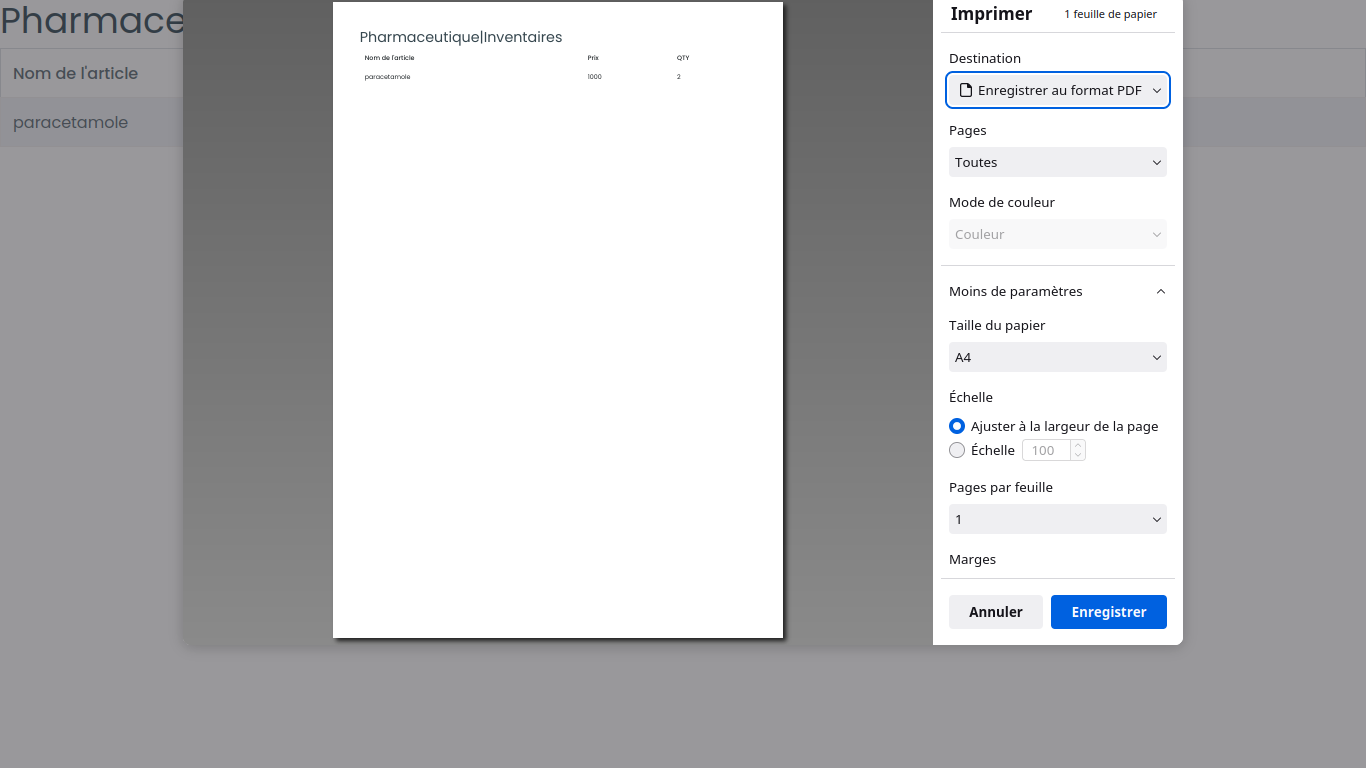 Pharmace
Nom de l'article
paracetamole
Pharmaceutique|Inventaires
Nom de l'article Prix QTY
paracetamole 1000 2
Imprimer 1 feuille de papier
Destination
Enregistrer au format PDF
Pages
Toutes
Mode de couleur
Couleur
Moins de paramètres
Taille du papier
A4
Échelle
Ajuster à la largeur de la page
Échelle 100
Pages par feuille
1
Marges
Annuler Enregistrer